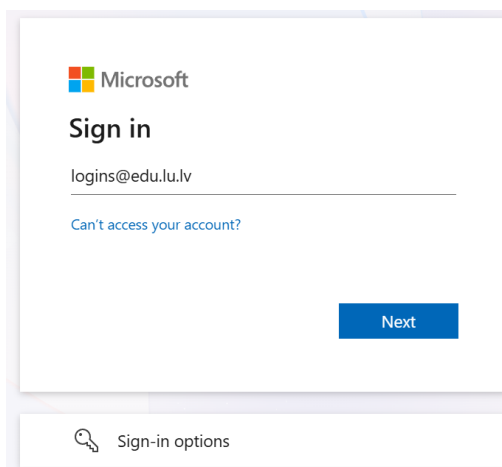 Microsoft
Sign in
logins@edu.lu.lv
Can't access your account?
Next
Sign-in options